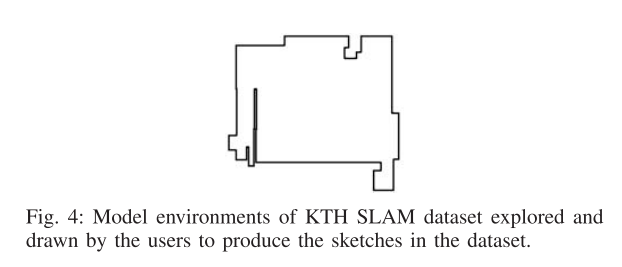 Fig. 4: Model environments of KTH SLAM dataset explored and
drawn by the users to produce the sketches in the dataset.